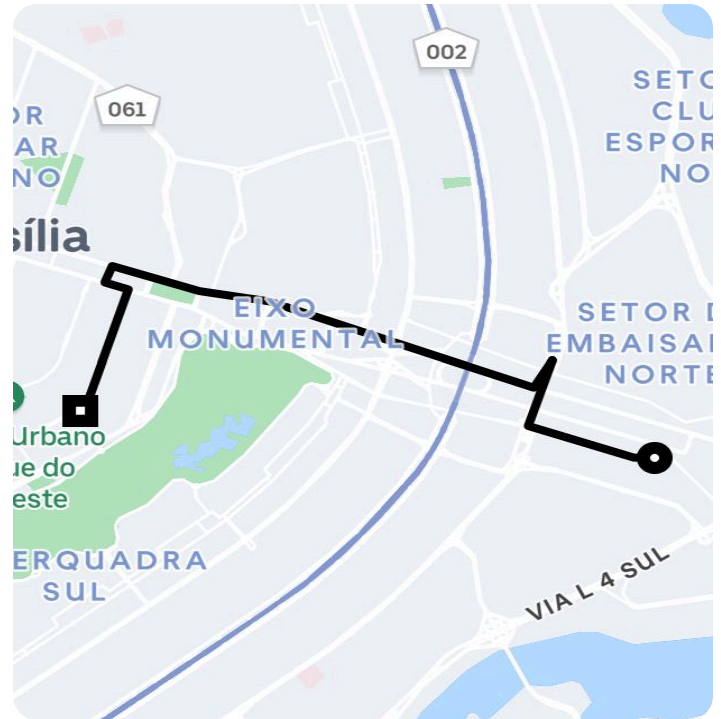 002
SETO
CLU
ESPOR
NO
061
OR
AR
NO
sília
EIXO
MONUMENTAL
SETOR D
EMBAISA
NORTE
Urbano
ue do
este
ERQUADRA
SUL
VIA L 4 SUL